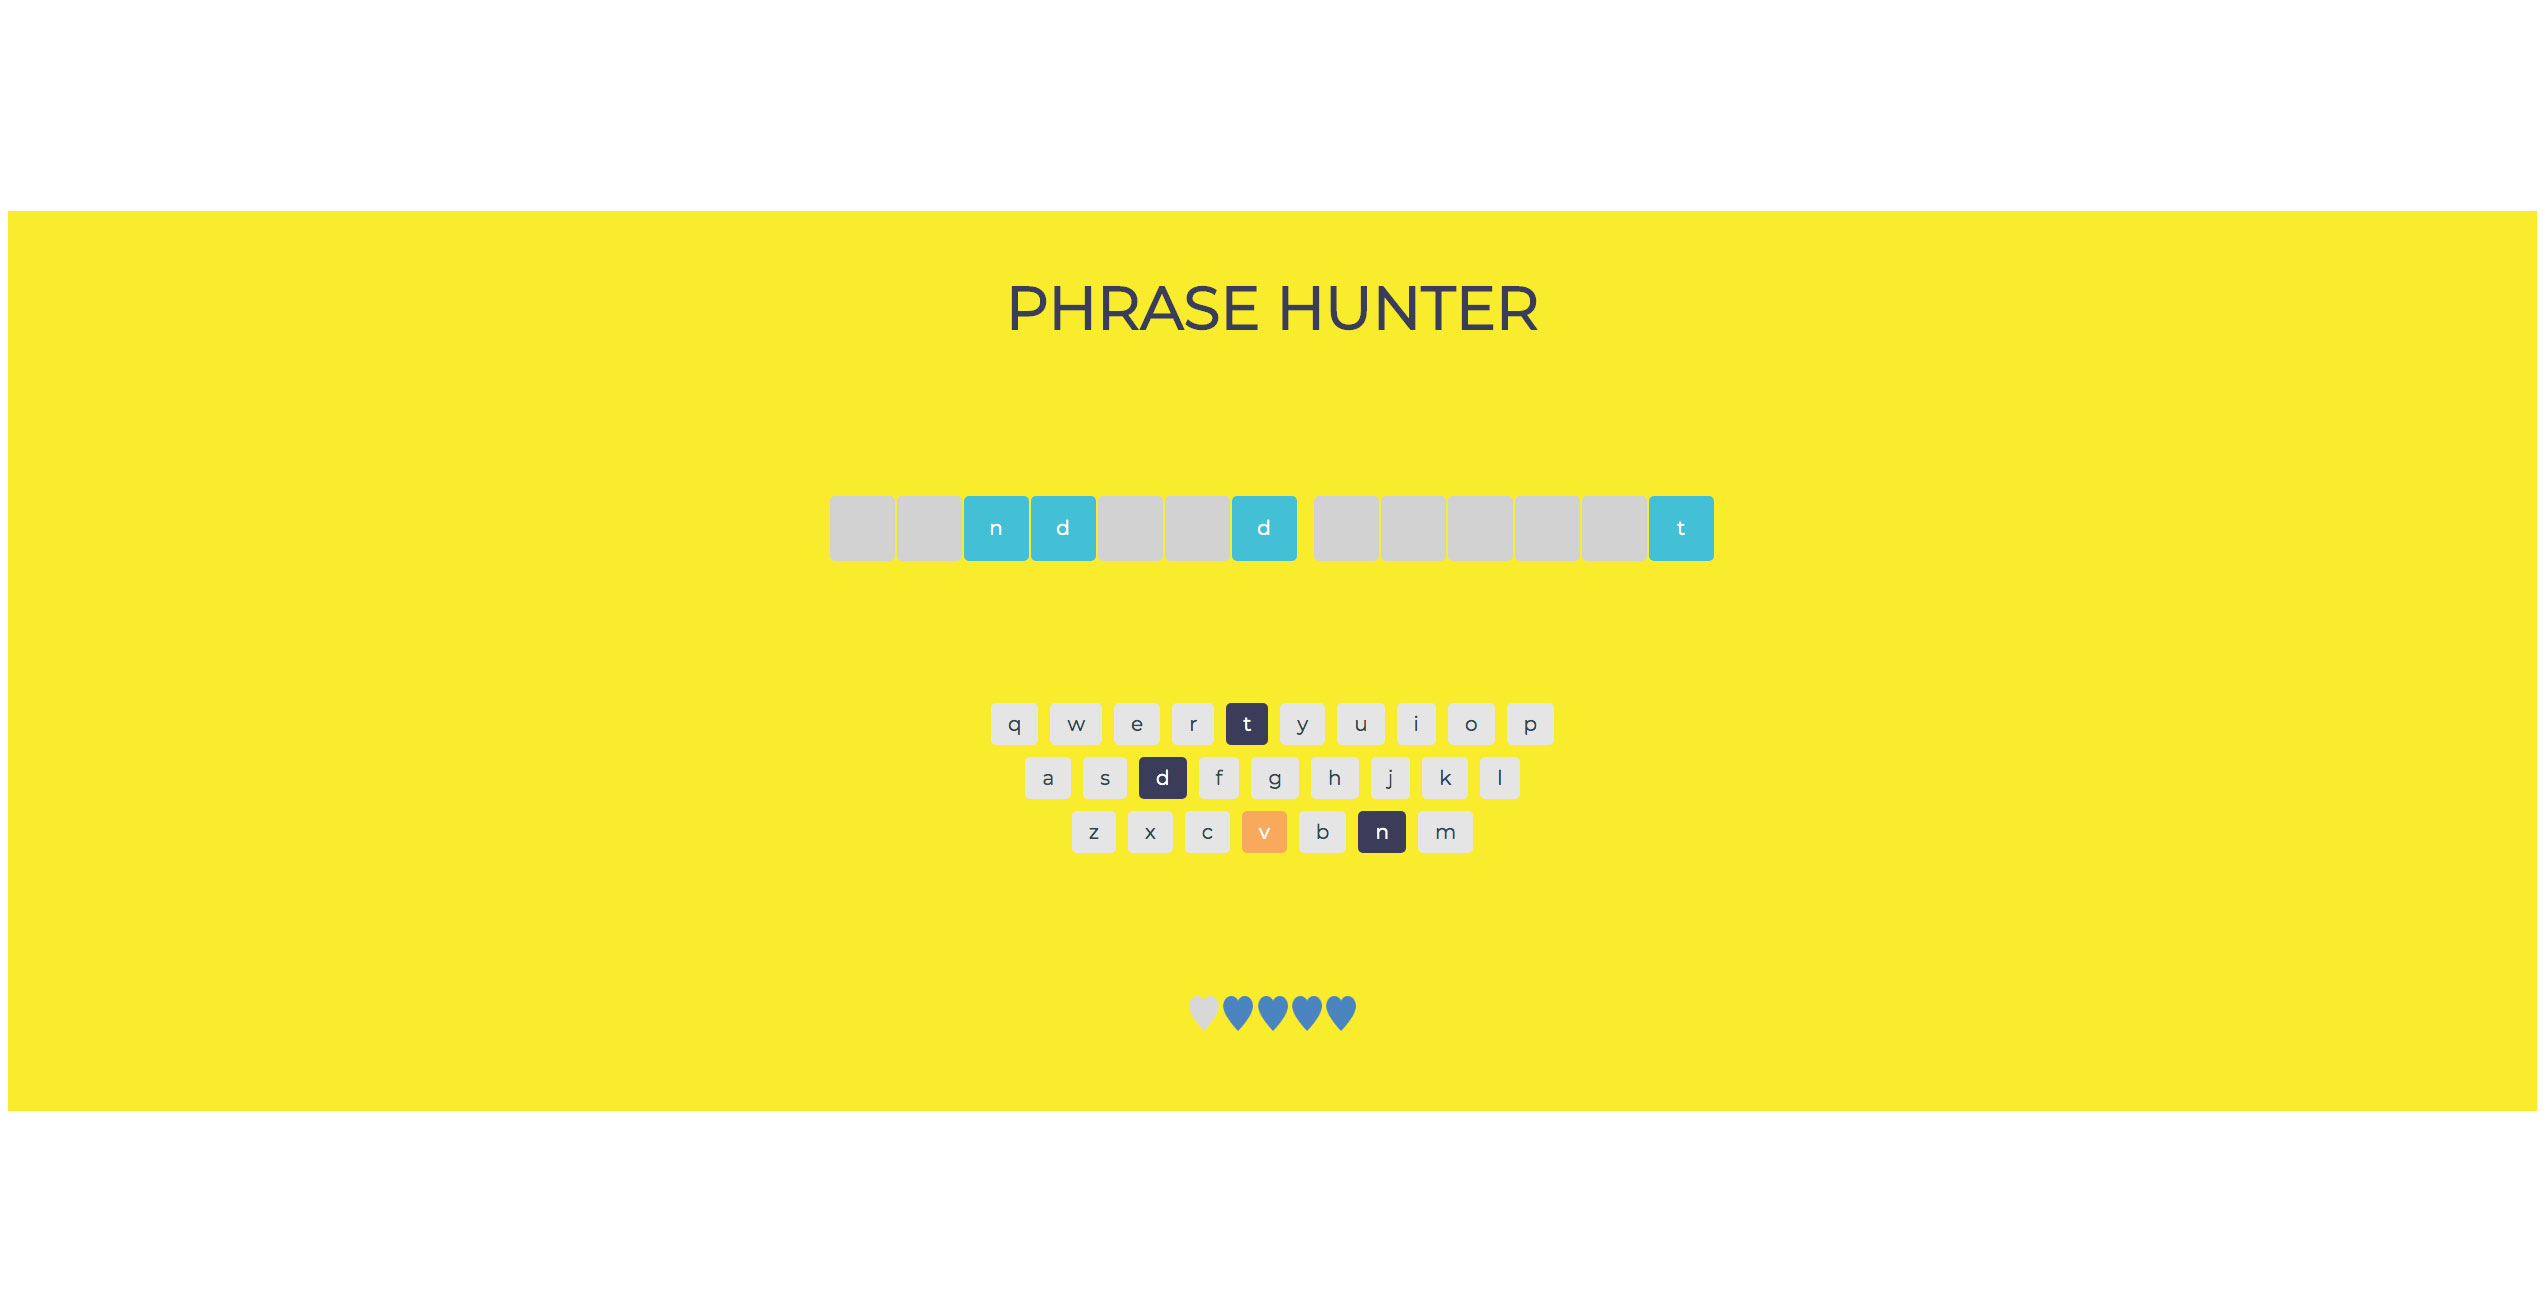 PHRASE HUNTER
n d d t
q w e r t y u i o p
a s d f g h j k l
z x c v b n m